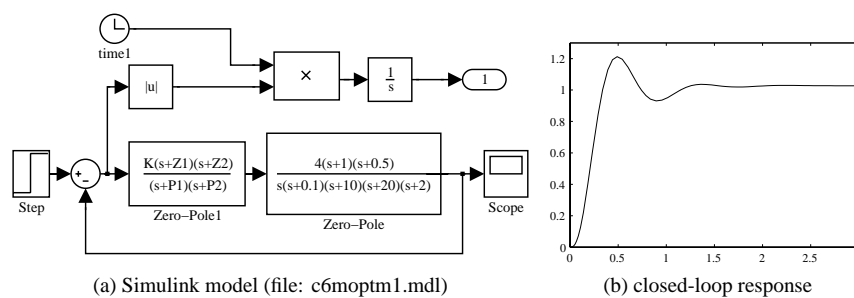 time1
|u|
×
1
s
1
Step
+
−
K(s+Z1)(s+Z2)
(s+P1)(s+P2)
Zero−Pole1
4(s+1)(s+0.5)
s(s+0.1)(s+10)(s+20)(s+2)
Zero−Pole
Scope
(a) Simulink model (file: c6moptm1.mdl)
1.2
1
0.8
0.6
0.4
0.2
0
0 0.5 1 1.5 2 2.5
(b) closed-loop response